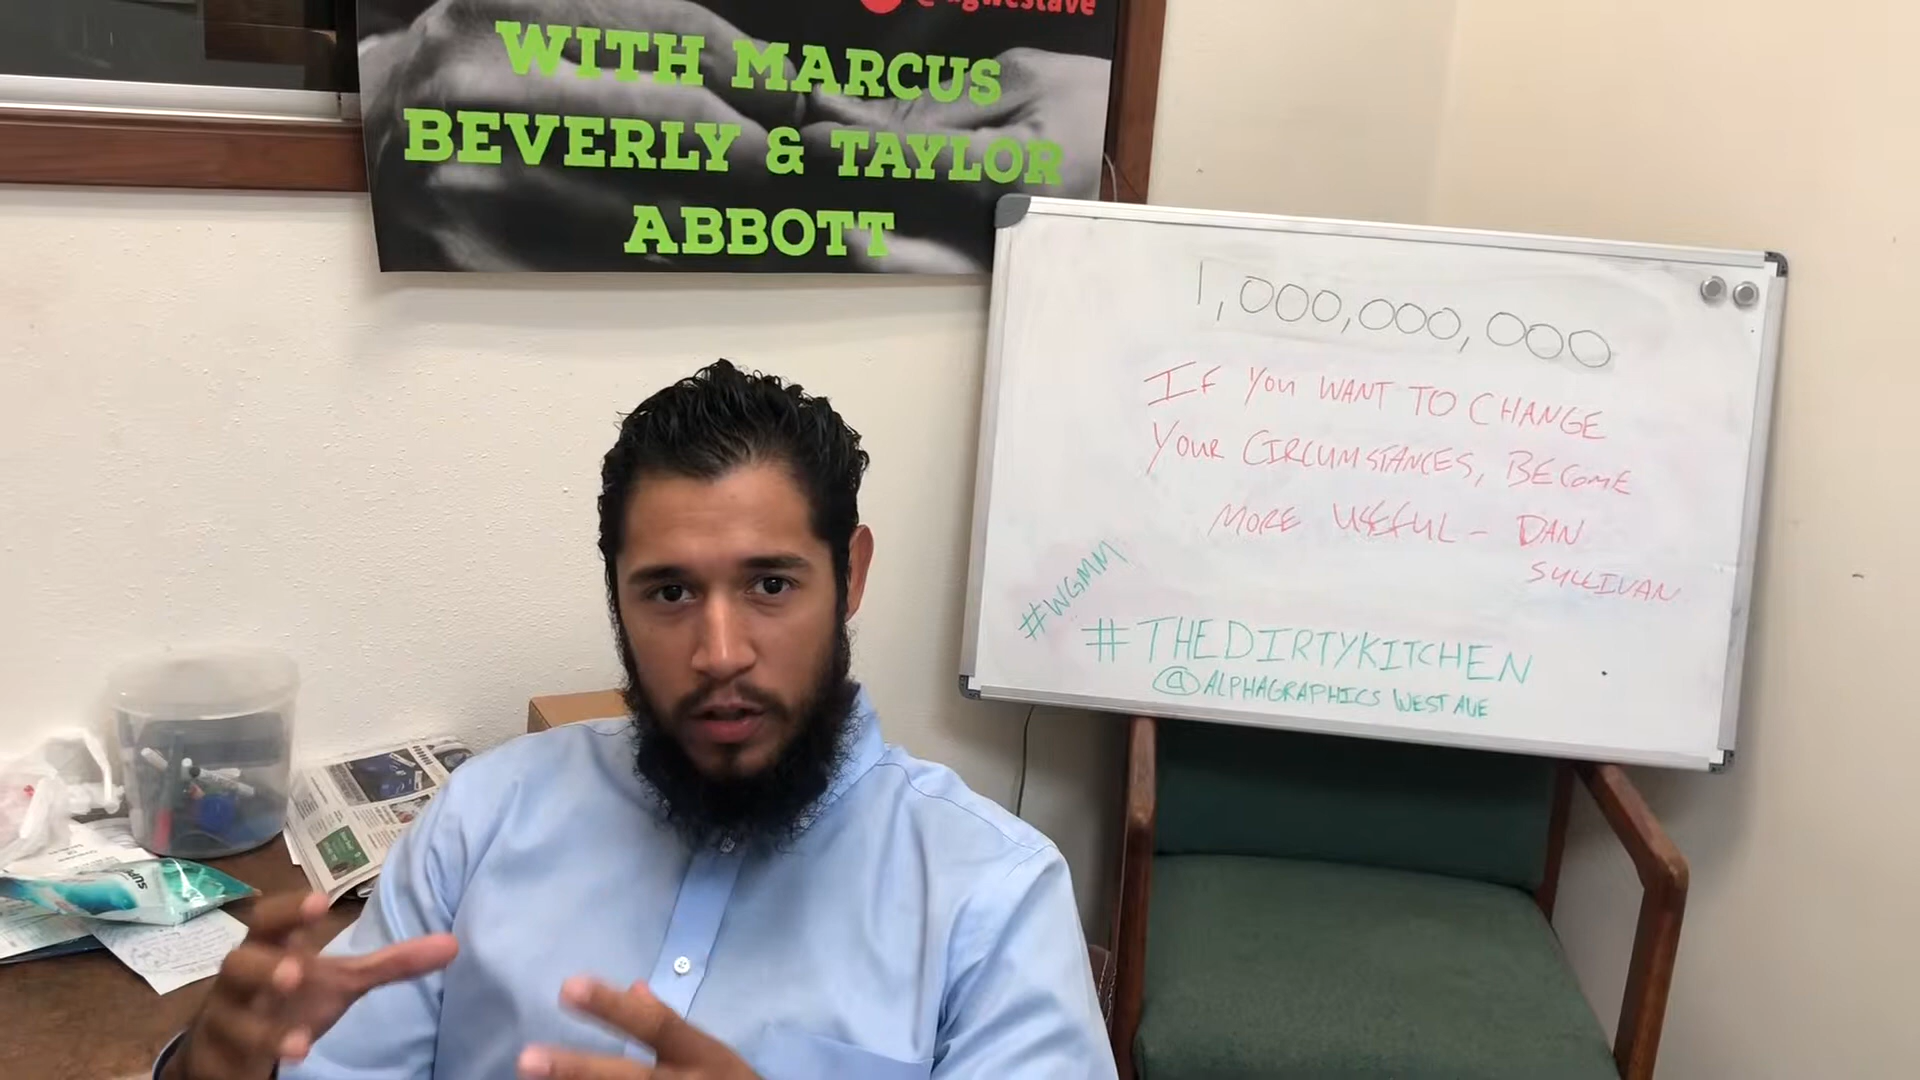 @agwestave
WITH MARCUS
BEVERLY & TAYLOR
ABBOTT
1,000,000,000
IF YOU WANT TO CHANGE
YOUR CIRCUMSTANCES, BECOME
MORE USEFUL - DAN
SULLIVAN
#WGMM
#THEDIRTYKITCHEN
@ALPHAGRAPHICS WEST AVE